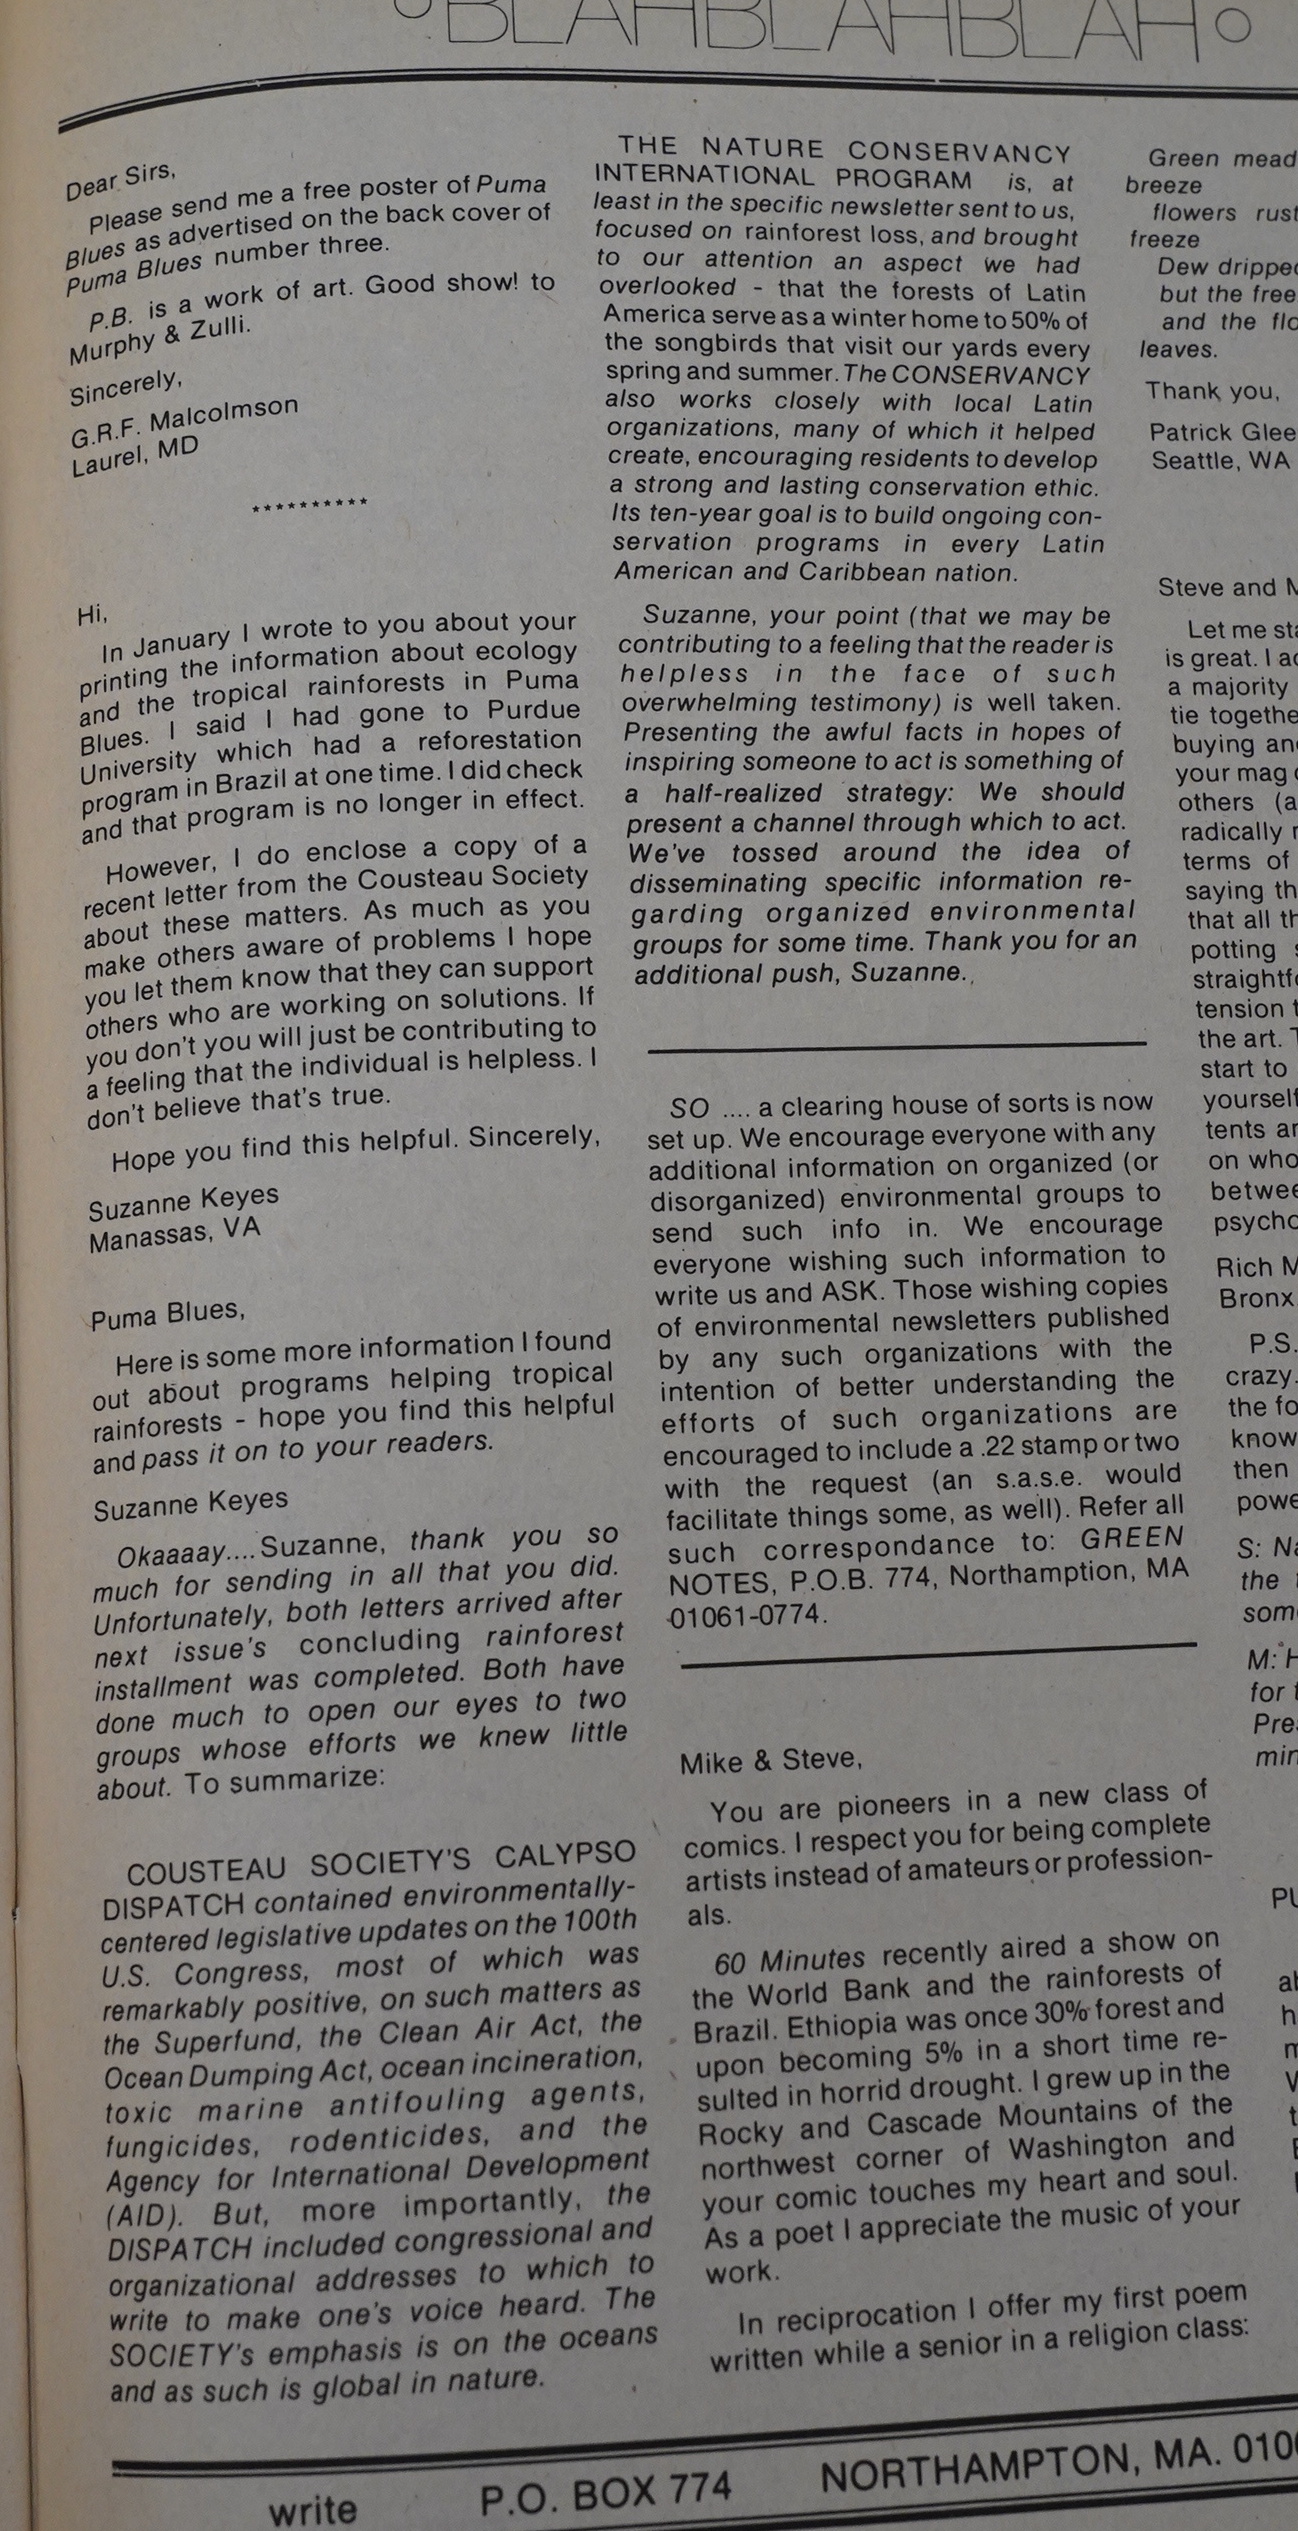 BLAHBLAHBLAH
Dear Sirs,
Please send me a free poster of Puma
Blues as advertised on the back cover of
Puma Blues number three.
P.B. is a work of art. Good show! to
Murphy & Zulli.
Sincerely,
G.R.F. Malcolmson
Laurel, MD
**********
Hi,
In January I wrote to you about your
printing the information about ecology
and the tropical rainforests in Puma
Blues. I said I had gone to Purdue
University which had a reforestation
program in Brazil at one time. I did check
and that program is no longer in effect.
However, I do enclose a copy of a
recent letter from the Cousteau Society
about these matters. As much as you
make others aware of problems I hope
you let them know that they can support
others who are working on solutions. If
you don't you will just be contributing to
a feeling that the individual is helpless. I
don't believe that's true.
Hope you find this helpful. Sincerely,
Suzanne Keyes
Manassas, VA
Puma Blues,
Here is some more information I found
out about programs helping tropical
rainforests - hope you find this helpful
and pass it on to your readers.
Suzanne Keyes
Okaaaay.... Suzanne, thank you so
much for sending in all that you did.
Unfortunately, both letters arrived after
next issue's concluding rainforest
installment was completed. Both have
done much to open our eyes to two
groups whose efforts we knew little
about. To summarize:
COUSTEAU SOCIETY'S CALYPSO
DISPATCH contained environmentally-
centered legislative updates on the 100th
U.S. Congress, most of which was
remarkably positive, on such matters as
the Superfund, the Clean Air Act, the
Ocean Dumping Act, ocean incineration,
toxic marine antifouling agents,
fungicides, rodenticides, and the
Agency for International Development
(AID). But, more importantly, the
DISPATCH included congressional and
organizational addresses to which to
write to make one's voice heard. The
SOCIETY's emphasis is on the oceans
and as such is global in nature.
THE NATURE CONSERVANCY
INTERNATIONAL PROGRAM is, at
least in the specific newsletter sent to us,
focused on rainforest loss, and brought
to our attention an aspect we had
overlooked - that the forests of Latin
America serve as a winter home to 50% of
the songbirds that visit our yards every
spring and summer. The CONSERVANCY
also works closely with local Latin
organizations, many of which it helped
create, encouraging residents to develop
a strong and lasting conservation ethic.
Its ten-year goal is to build ongoing con-
servation programs in every Latin
American and Caribbean nation.
Suzanne, your point (that we may be
contributing to a feeling that the reader is
helpless in the face of such
overwhelming testimony) is well taken.
Presenting the awful facts in hopes of
inspiring someone to act is something of
a half-realized strategy: We should
present a channel through which to act.
We've tossed around the idea of
disseminating specific information re-
garding organized environmental
groups for some time. Thank you for an
additional push, Suzanne.
SO .... a clearing house of sorts is now
set up. We encourage everyone with any
additional information on organized (or
disorganized) environmental groups to
send such info in. We encourage
everyone wishing such information to
write us and ASK. Those wishing copies
of environmental newsletters published
by any such organizations with the
intention of better understanding the
efforts of such organizations are
encouraged to include a .22 stamp or two
with the request (an s.a.s.e. would
facilitate things some, as well). Refer all
such correspondance to: GREEN
NOTES, P.O.B. 774, Northamption, MA
01061-0774.
Mike & Steve,
You are pioneers in a new class of
comics. I respect you for being complete
artists instead of amateurs or profession-
als.
60 Minutes recently aired a show on
the World Bank and the rainforests of
Brazil. Ethiopia was once 30% forest and
upon becoming 5% in a short time re-
sulted in horrid drought. I grew up in the
Rocky and Cascade Mountains of the
northwest corner of Washington and
your comic touches my heart and soul.
As a poet I appreciate the music of your
work.
In reciprocation I offer my first poem
written while a senior in a religion class:
Green mead
breeze
flowers rust
freeze
Dew dripped
but the free
and the flo
leaves.
Thank you,
Patrick Glee
Seattle, WA
Steve and M
Let me sta
is great. I ac
a majority
tie togethe
buying and
your mag
others (a
radically
terms of
saying th
that all th
potting
straightfo
tension t
the art.
start to
yourself
tents an
on who
betwee
psycho
Rich M
Bronx
P.S.
crazy.
the fo
know
then
powe
S: Na
the
some
M: H
for
Pres
min
PU
ab
h
m
write P.O. BOX 774 NORTHAMPTON, MA. 010